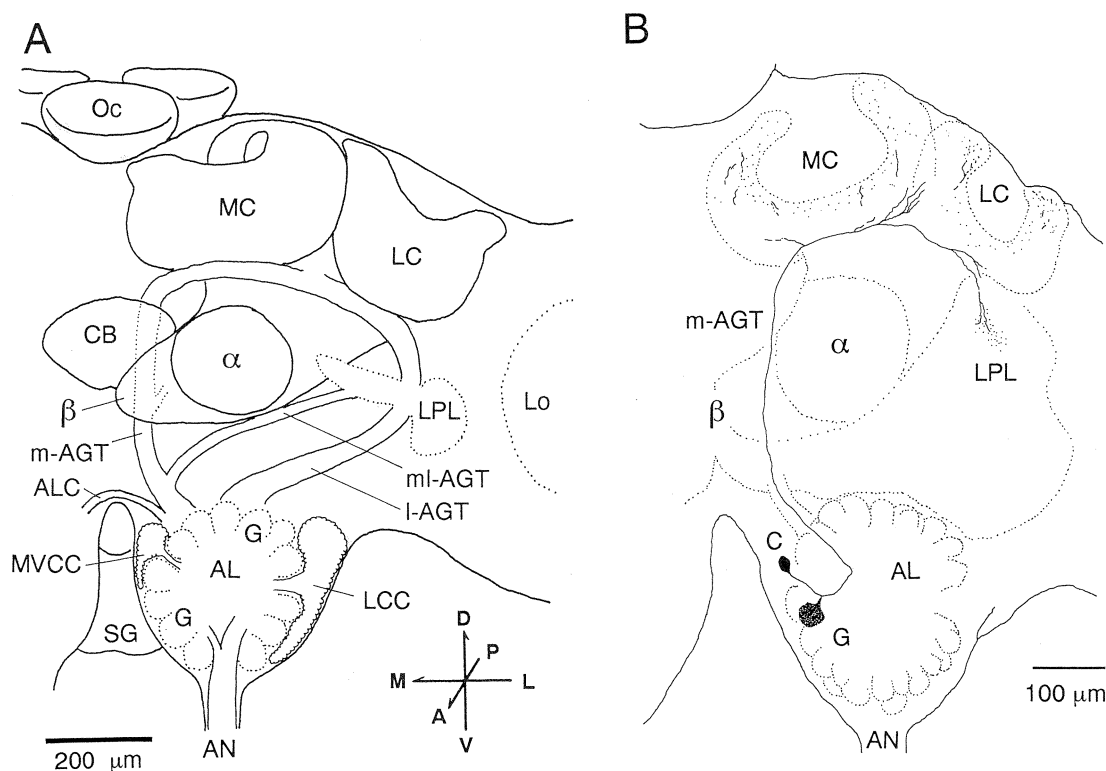 A
Oc
MC
LC
CB
α
β
LPL
Lo
m-AGT
ml-AGT
ALC
l-AGT
G
MVCC
AL
LCC
G
SG
D
P
M
L
A
V
200 μm
AN
B
MC
LC
m-AGT
α
LPL
β
C
AL
G
100 μm
AN